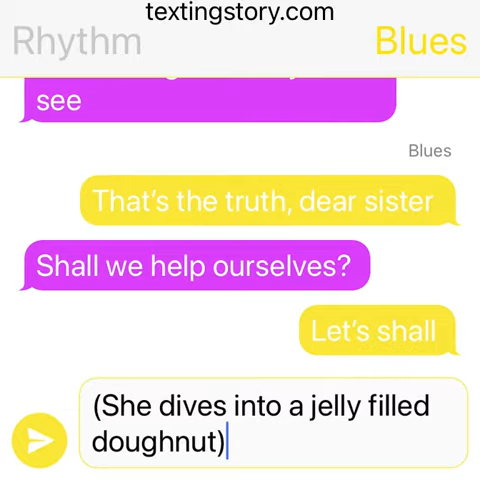 textingstory.com
Rhythm
Blues
see
Blues
That's the truth, dear sister
Shall we help ourselves?
Let's shall
(She dives into a jelly filled
doughnut)